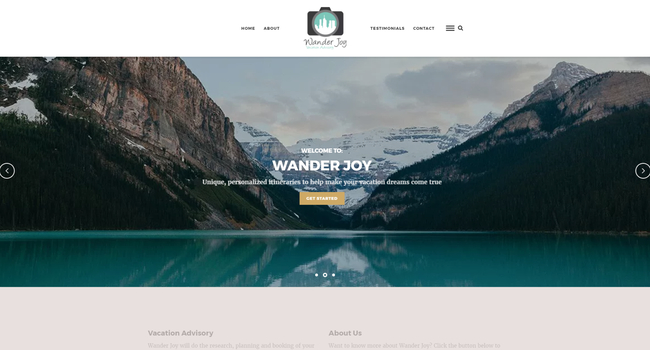 HOME
ABOUT
Wander Joy
TESTIMONIALS
CONTACT
WELCOME TO:
WANDER JOY
Unique, personalized itineraries to help make your vacation dreams come true
GET STARTED
Vacation Advisory
About Us
Wander Joy will do the research, planning and booking of your
Want to know more about Wander Joy? Click the button below to